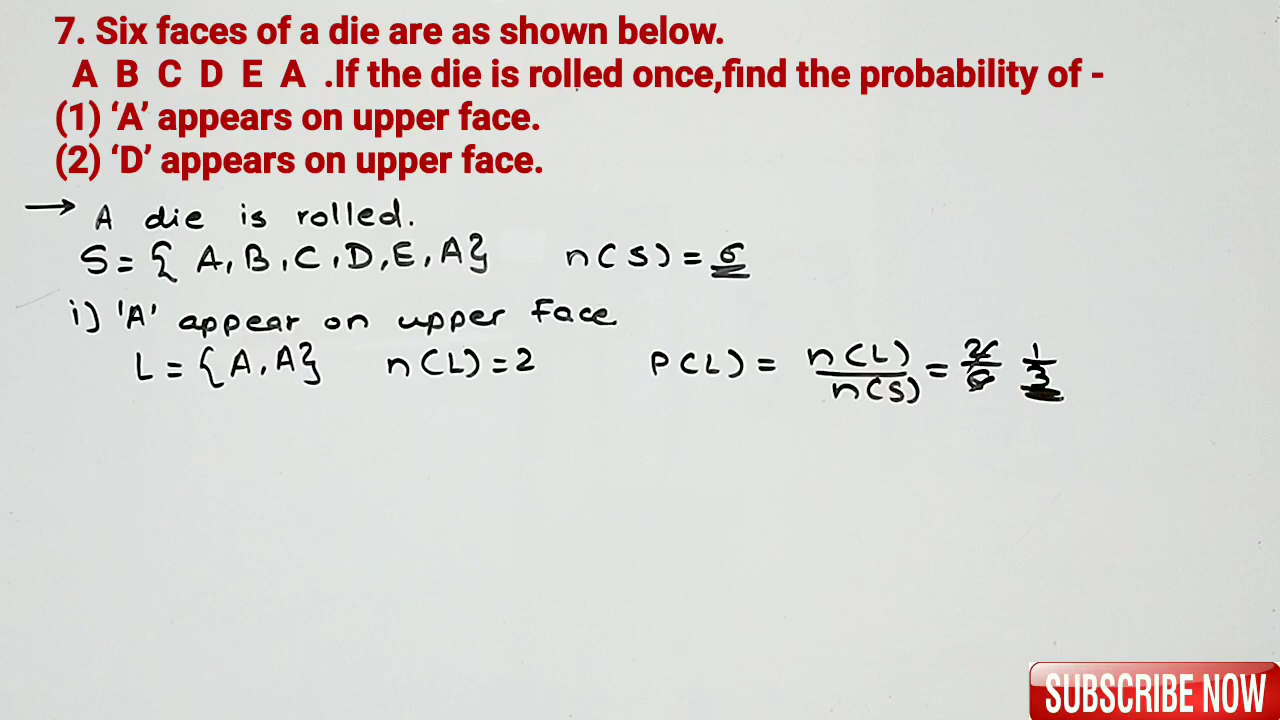 7. Six faces of a die are as shown below.
A B C D E A .If the die is rolled once,find the probability of -
(1) ‘A’ appears on upper face.
(2) ‘D’ appears on upper face.
→ A die is rolled.
S = { A, B, C, D, E, A} n(S) = 6
i) 'A' appear on upper Face
L = {A, A} n(L) = 2 P(L) = n(L)/n(S) = 2/6 1/3
SUBSCRIBE NOW